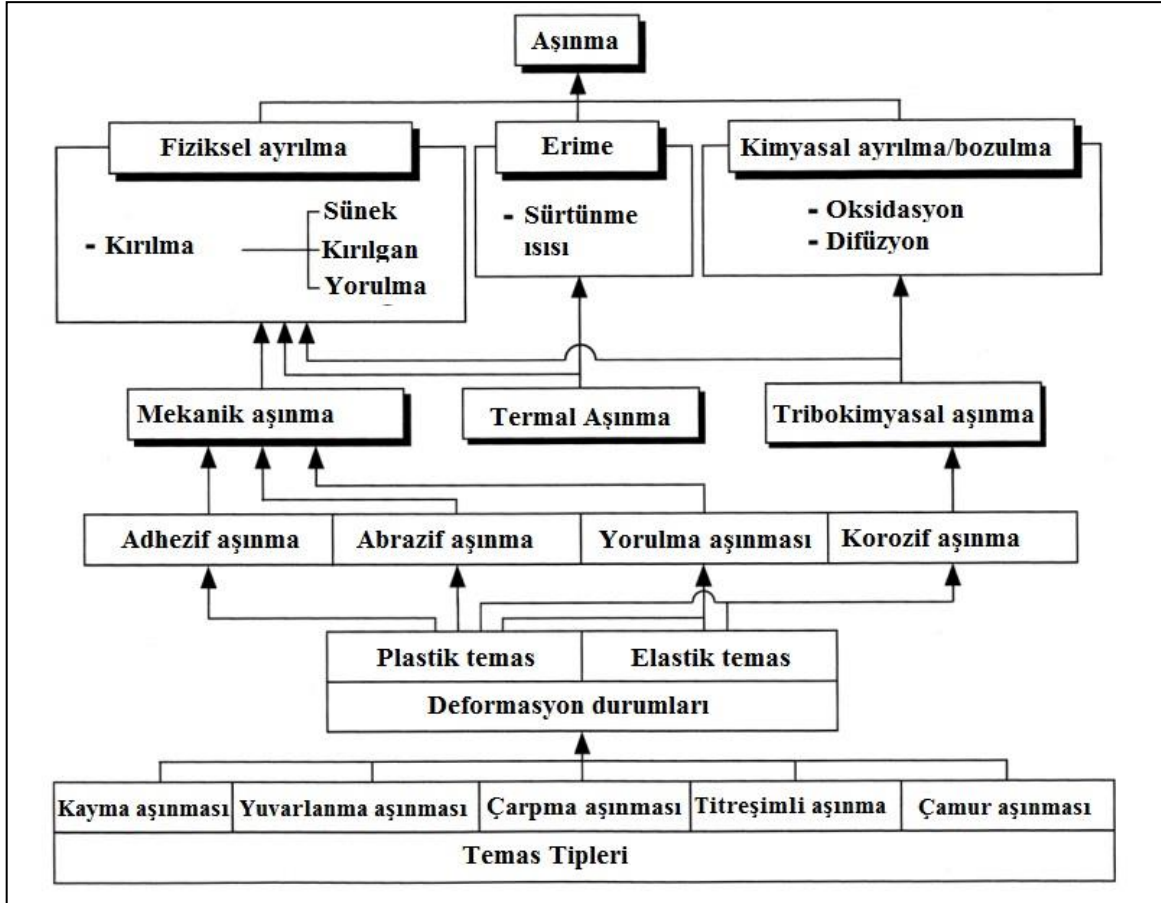 Aşınma
Fiziksel ayrılma
Erime
Kimyasal ayrılma/bozulma
- Kırılma
Sünek
Kırılgan
Yorulma
- Sürtünme
ısısı
- Oksidasyon
- Difüzyon
Mekanik aşınma
Termal Aşınma
Tribokimyasal aşınma
Adhezif aşınma
Abrazif aşınma
Yorulma aşınması
Korozif aşınma
Plastik temas
Elastik temas
Deformasyon durumları
Kayma aşınması
Yuvarlanma aşınması
Çarpma aşınması
Titreşimli aşınma
Çamur aşınması
Temas Tipleri